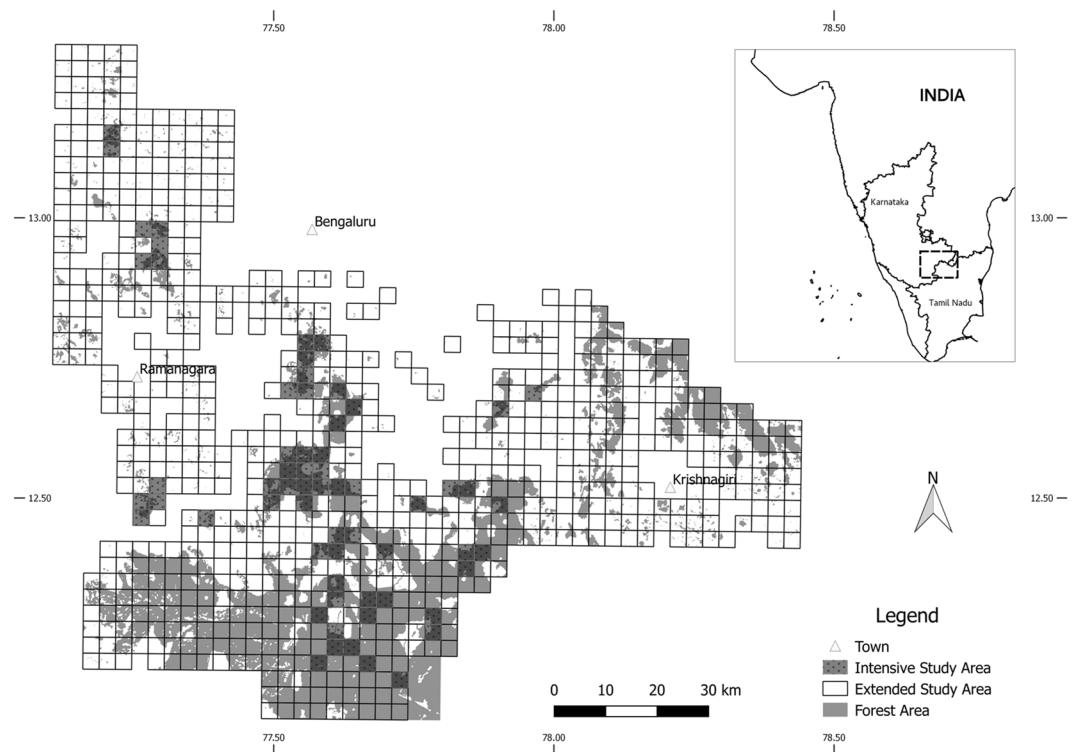 77.50
78.00
78.50
INDIA
Karnataka
13.00
Bengaluru
13.00
Tamil Nadu
Ramanagara
Krishnagiri
N
12.50
12.50
Legend
Town
Intensive Study Area
0 10 20 30 km
Extended Study Area
Forest Area
77.50
78.00
78.50